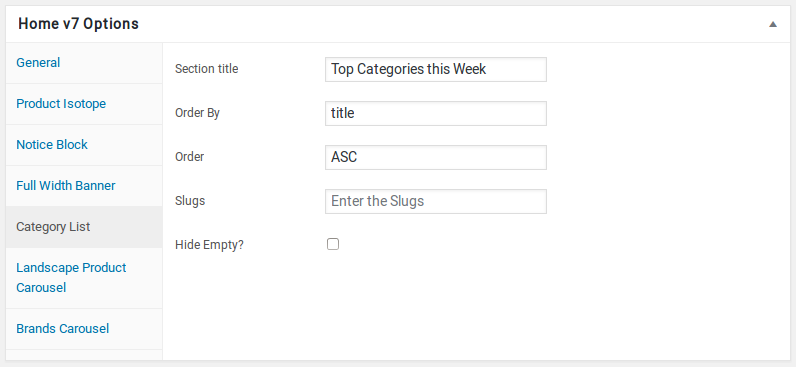 Home v7 Options
General
Product Isotope
Notice Block
Full Width Banner
Category List
Landscape Product
Carousel
Brands Carousel
Section title
Top Categories this Week
Order By
title
Order
ASC
Slugs
Enter the Slugs
Hide Empty?